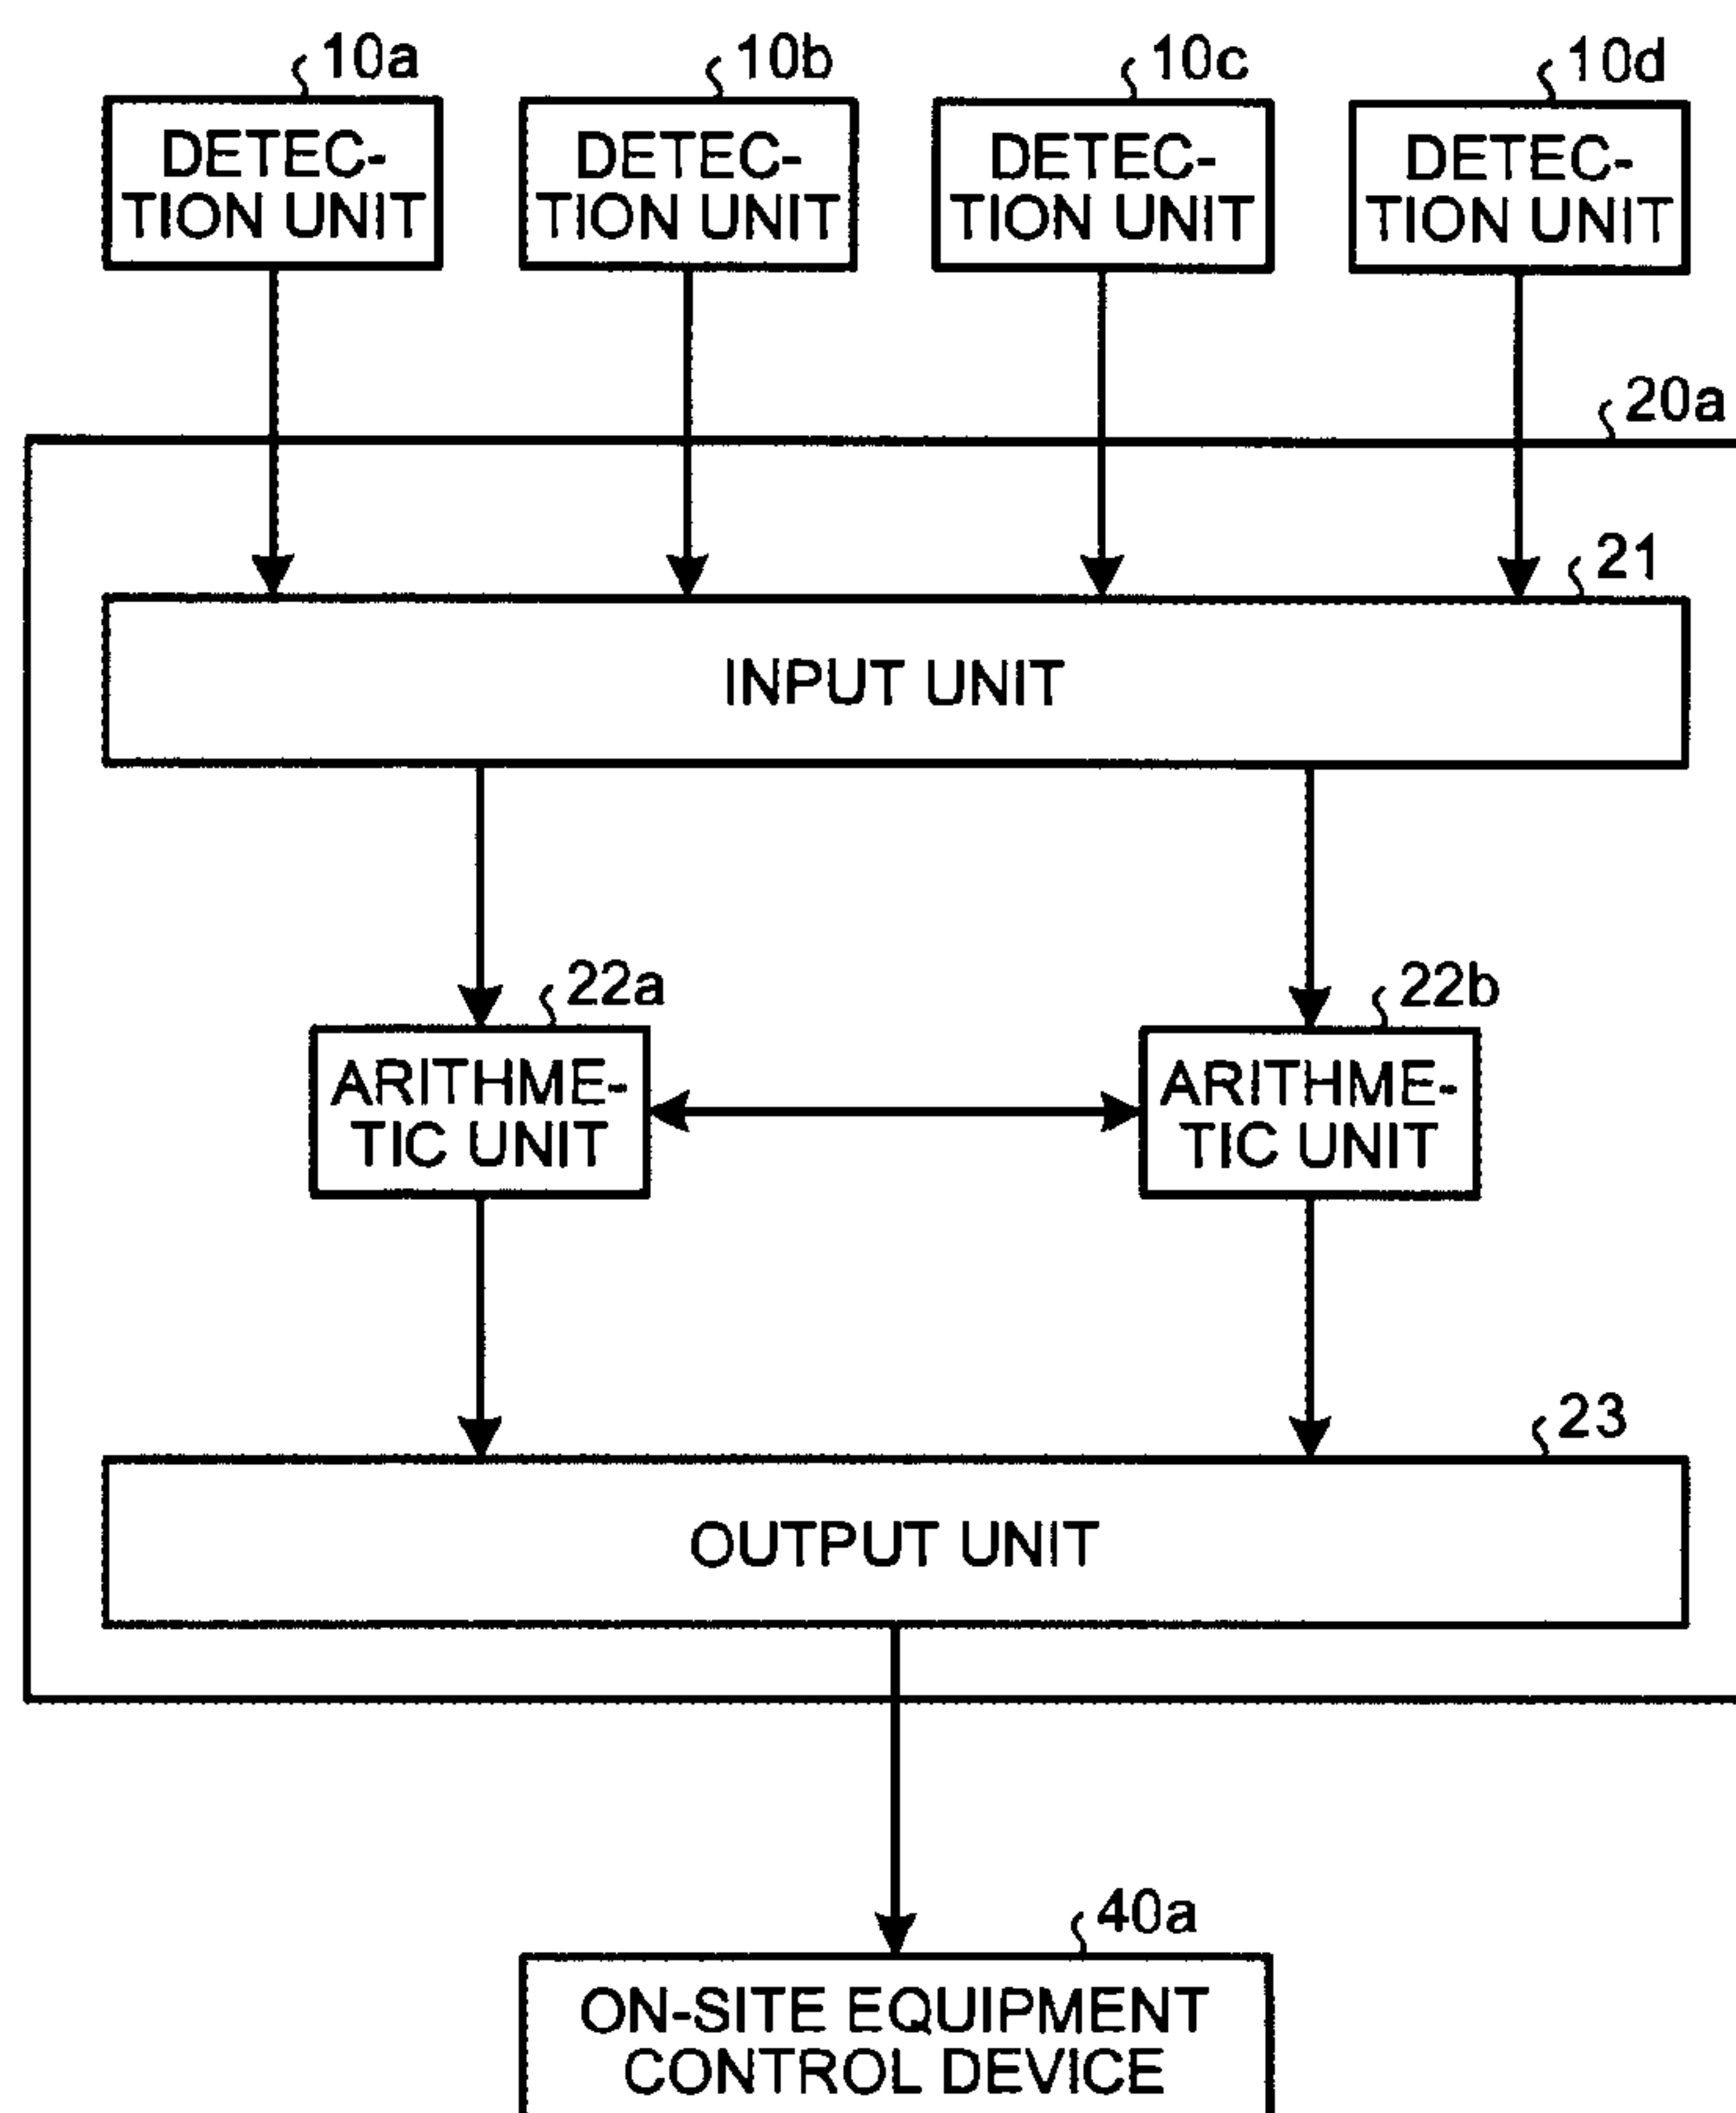 10a
10b
10c
10d
DETEC-
TION UNIT
DETEC-
TION UNIT
DETEC-
TION UNIT
DETEC-
TION UNIT
20a
21
INPUT UNIT
22a
22b
ARITHME-
TIC UNIT
ARITHME-
TIC UNIT
23
OUTPUT UNIT
40a
ON-SITE EQUIPMENT
CONTROL DEVICE